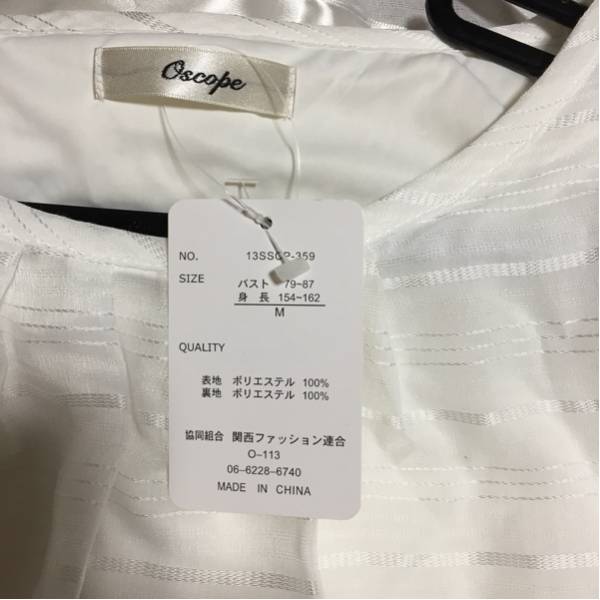 Oscope
NO. 13SSOP-359
SIZE バスト 79~87
身 長 154~162
M
QUALITY
表地 ポリエステル 100%
裏地 ポリエステル 100%
協同組合 関西ファッション連合
O-113
06-6228-6740
MADE IN CHINA